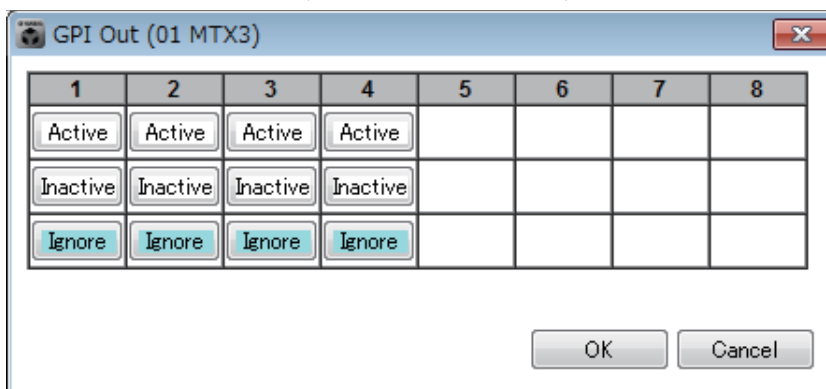 GPI Out (01 MTX3)
1 2 3 4 5 6 7 8
Active Active Active Active
Inactive Inactive Inactive Inactive
Ignore Ignore Ignore Ignore
OK Cancel